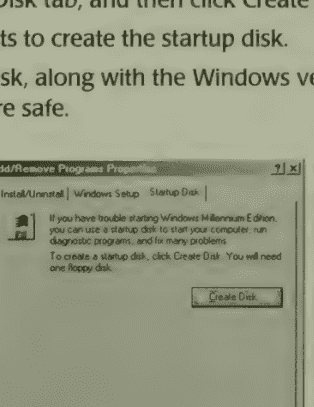 Disk tab, and then click Create
ts to create the startup disk.
sk, along with the Windows ve
re safe.
dd/Remove Programs Properties
Install/Uninstall Windows Setup Startup Disk
If you have trouble starting Windows Millennium Edition,
you can use a startup disk to start your computer, run
diagnostic programs, and fix many problems.
To create a startup disk, click Create Disk. You will need
one floppy disk.
Create Disk